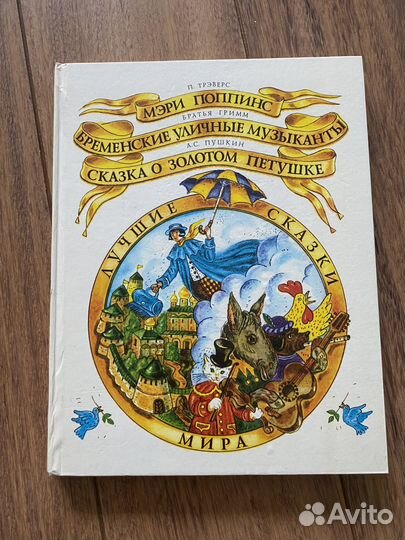 П. ТРЭВЕРС
МЭРИ ПОППИНС
БРАТЬЯ ГРИММ
БРЕМЕНСКИЕ УЛИЧНЫЕ МУЗЫКАНТЫ
А.С. ПУШКИН
СКАЗКА О ЗОЛОТОМ ПЕТУШКЕ
ЛУЧШИЕ СКАЗКИ
МИРА
Avito